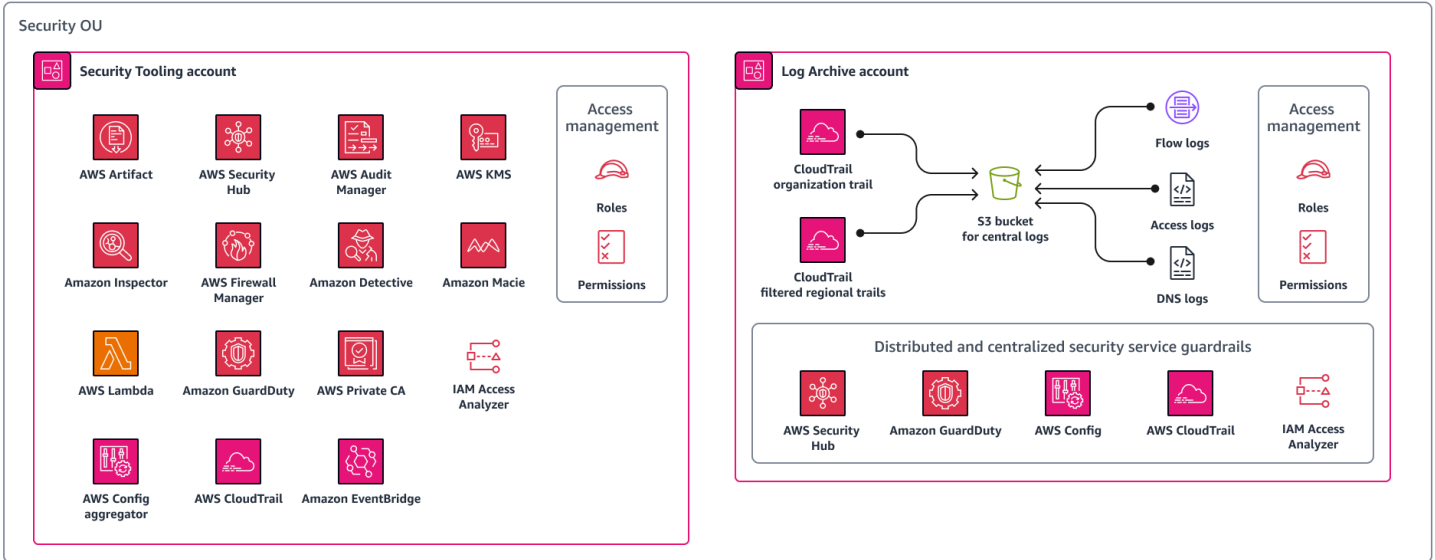 Security OU
Security Tooling account
AWS Artifact
AWS Security
Hub
AWS Audit
Manager
AWS KMS
Access
management
Roles
Permissions
Amazon Inspector
AWS Firewall
Manager
Amazon Detective
Amazon Macie
AWS Lambda
Amazon GuardDuty
AWS Private CA
IAM Access
Analyzer
AWS Config
aggregator
AWS CloudTrail
Amazon EventBridge
Log Archive account
CloudTrail
organization trail
CloudTrail
filtered regional trails
S3 bucket
for central logs
Flow logs
Access logs
DNS logs
Access
management
Roles
Permissions
Distributed and centralized security service guardrails
AWS Security
Hub
Amazon GuardDuty
AWS Config
AWS CloudTrail
IAM Access
Analyzer